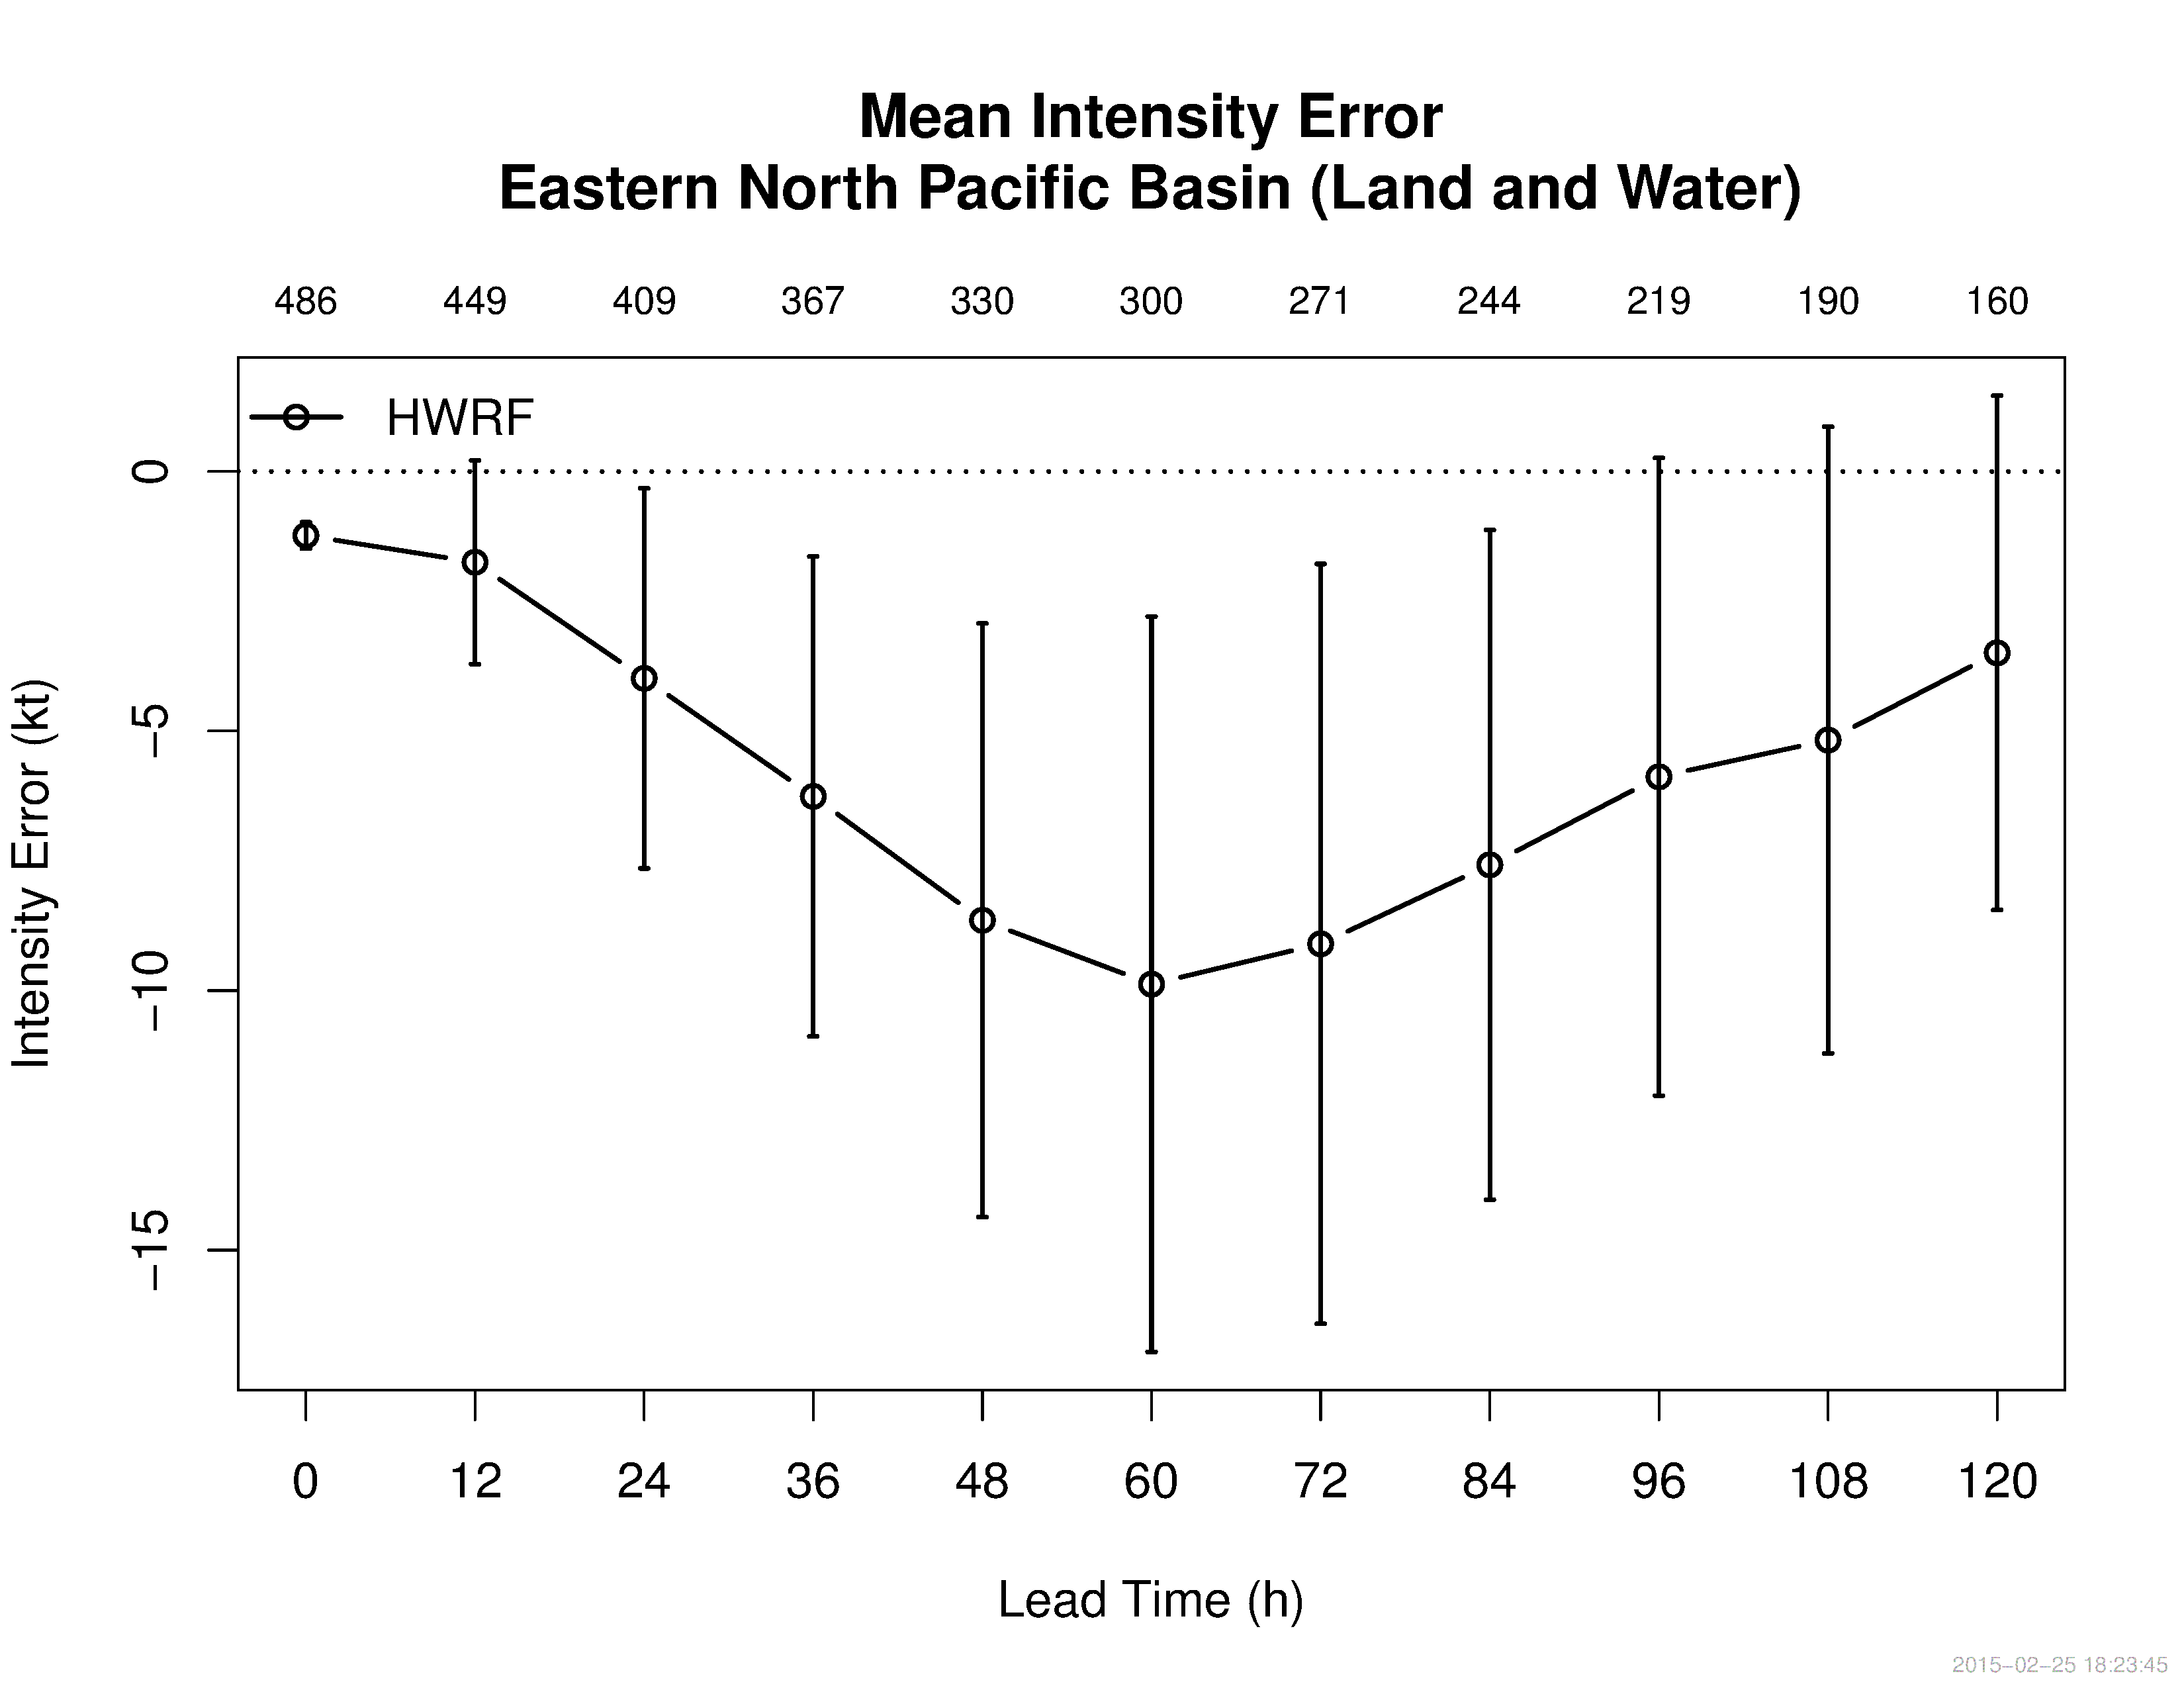 Mean Intensity Error
Eastern North Pacific Basin (Land and Water)
486 449 409 367 330 300 271 244 219 190 160
HWRF
0
−5
−10
−15
Intensity Error (kt)
0 12 24 36 48 60 72 84 96 108 120
Lead Time (h)
2015−02−25 18:23:45